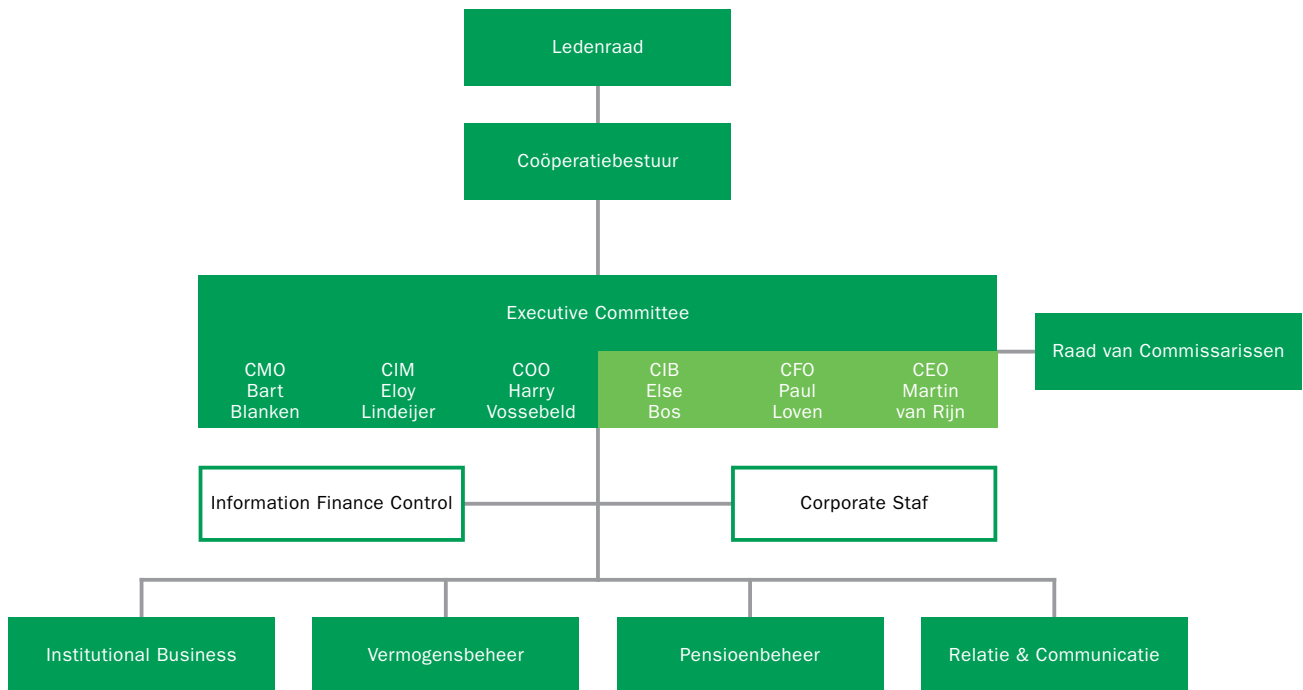 Ledenraad
Coöperatiebestuur
Executive Committee
Raad van Commissarissen
CMO
Bart
Blanken
CIM
Eloy
Lindeijer
COO
Harry
Vossebeld
CIB
Else
Bos
CFO
Paul
Loven
CEO
Martin
van Rijn
Information Finance Control
Corporate Staf
Institutional Business
Vermogensbeheer
Pensioenbeheer
Relatie & Communicatie